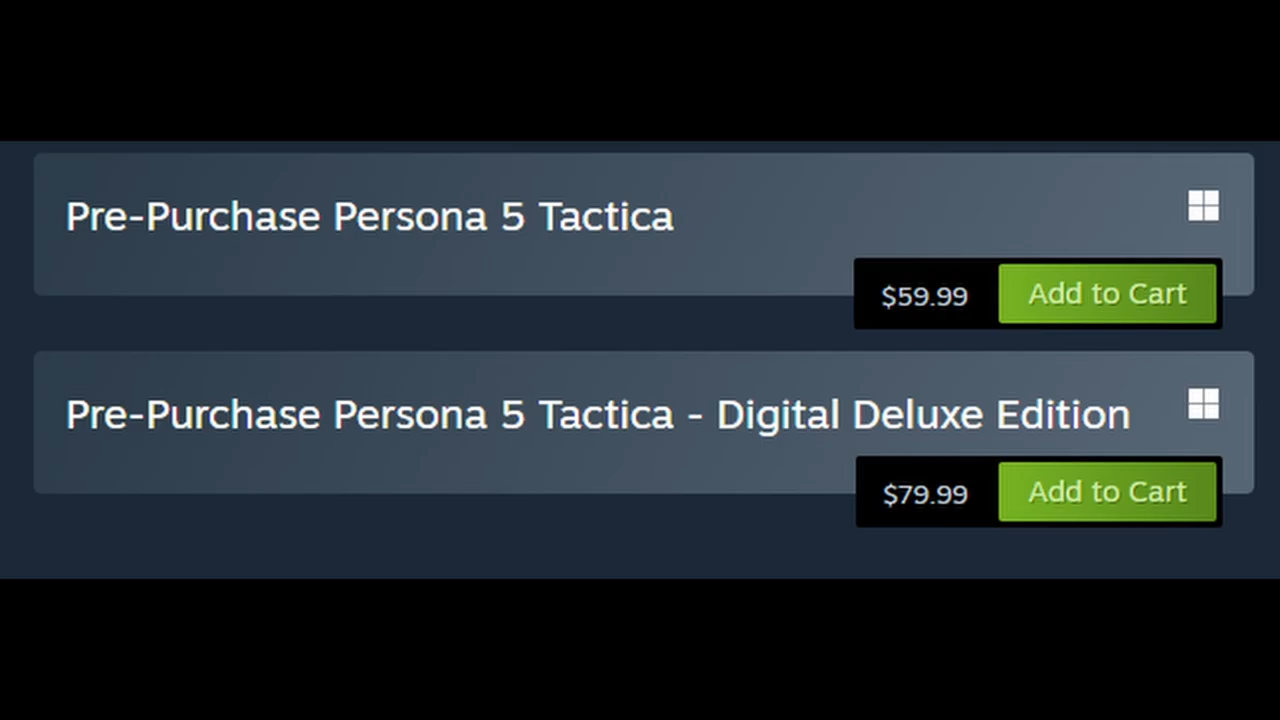 Pre-Purchase Persona 5 Tactica
$59.99 Add to Cart
Pre-Purchase Persona 5 Tactica - Digital Deluxe Edition
$79.99 Add to Cart